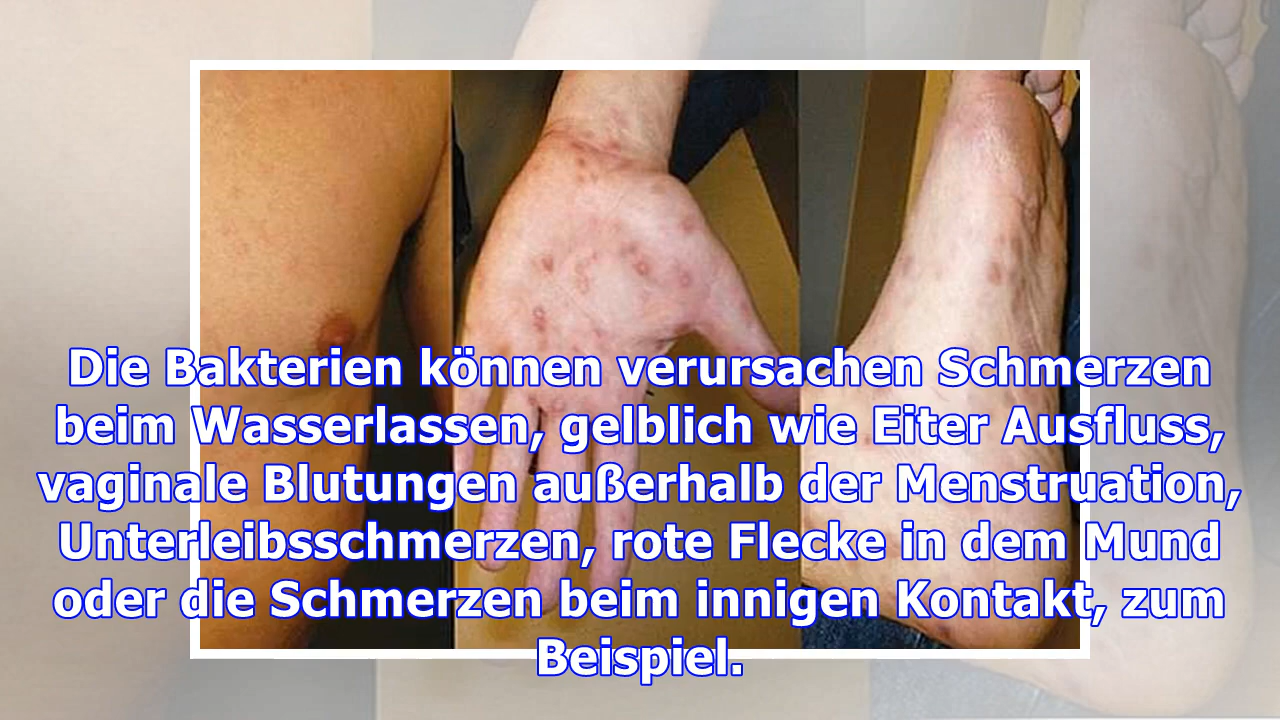 Die Bakterien können verursachen Schmerzen
beim Wasserlassen, gelblich wie Eiter Ausfluss,
vaginale Blutungen außerhalb der Menstruation,
Unterleibsschmerzen, rote Flecke in dem Mund
oder die Schmerzen beim innigen Kontakt, zum
Beispiel.